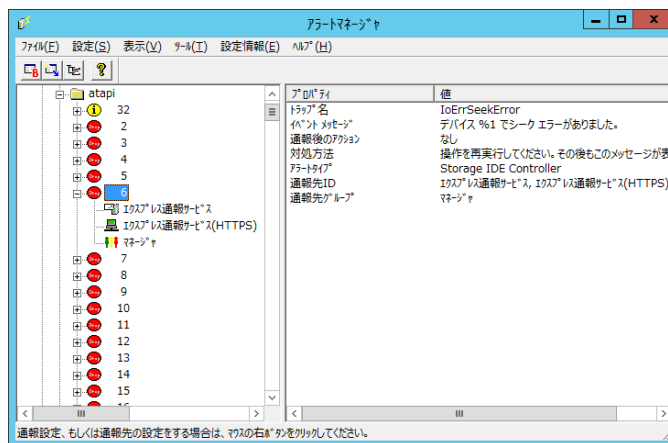 アラートマネージャ
ファイル(F) 設定(S) 表示(V) ツール(T) 設定情報(E) ヘルプ(H)
atapi
32
2
3
4
5
6
エクスプレス通報サービス
エクスプレス通報サービス(HTTPS)
マネージャ
7
8
9
10
11
12
13
14
15
プロパティ 値
トラップ名 IoErrSeekError
イベント メッセージ デバイス %1 でシーク エラーがありました。
通報後のアクション なし
対処方法 操作を再実行してください。その後もこのメッセージが表
アラートタイプ Storage IDE Controller
通報先ID エクスプレス通報サービス, エクスプレス通報サービス(HTTPS)
通報先グループ マネージャ
通報設定、もしくは通報先の設定をする場合は、マウスの右ボタンをクリックしてください。